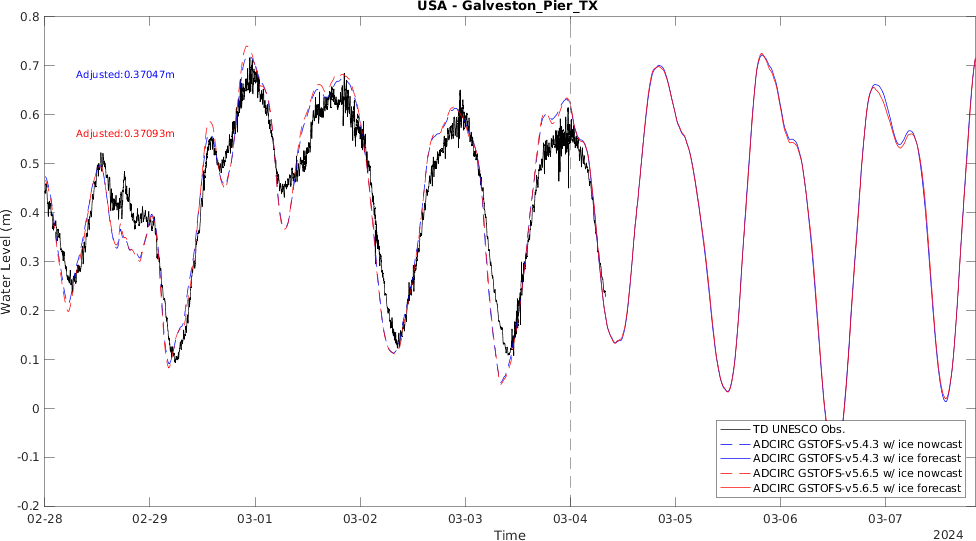 USA - Galveston_Pier_TX
0.8
0.7
0.6
0.5
0.4
0.3
0.2
0.1
0
-0.1
-0.2
Water Level (m)
Adjusted:0.37047m
Adjusted:0.37093m
TD UNESCO Obs.
ADCIRC GSTOFS-v5.4.3 w/ ice nowcast
ADCIRC GSTOFS-v5.4.3 w/ ice forecast
ADCIRC GSTOFS-v5.6.5 w/ ice nowcast
ADCIRC GSTOFS-v5.6.5 w/ ice forecast
02-28 02-29 03-01 03-02 03-03 03-04 03-05 03-06 03-07
Time
2024